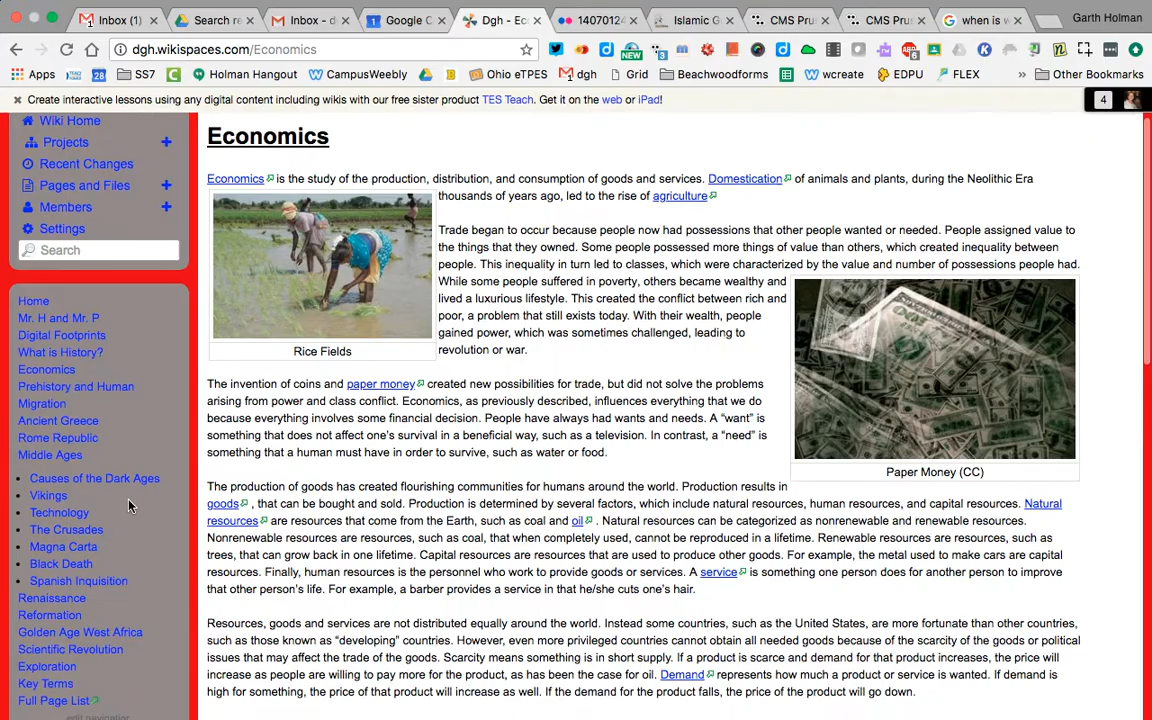 Inbox (1)
Search re
Inbox - d
Google C
Dgh - Ec
14070124
Islamic G
CMS Pru
CMS Pru
when is w
Garth Holman
dgh.wikispaces.com/Economics
Apps
28
SS7
Holman Hangout
CampusWeebly
Ohio eTPES
dgh
Grid
Beachwoodforms
wcreate
EDPU
FLEX
»
Other Bookmarks
Create interactive lessons using any digital content including wikis with our free sister product TES Teach. Get it on the web or iPad!
4
Wiki Home
Projects
Recent Changes
Pages and Files
Members
Settings
Search
Home
Mr. H and Mr. P
Digital Footprints
What is History?
Economics
Prehistory and Human
Migration
Ancient Greece
Rome Republic
Middle Ages
Causes of the Dark Ages
Vikings
Technology
The Crusades
Magna Carta
Black Death
Spanish Inquisition
Renaissance
Reformation
Golden Age West Africa
Scientific Revolution
Exploration
Key Terms
Full Page List
edit navigation
Economics
Economics is the study of the production, distribution, and consumption of goods and services. Domestication of animals and plants, during the Neolithic Era
thousands of years ago, led to the rise of agriculture
Trade began to occur because people now had possessions that other people wanted or needed. People assigned value to
the things that they owned. Some people possessed more things of value than others, which created inequality between
people. This inequality in turn led to classes, which were characterized by the value and number of possessions people had.
While some people suffered in poverty, others became wealthy and
lived a luxurious lifestyle. This created the conflict between rich and
poor, a problem that still exists today. With their wealth, people
gained power, which was sometimes challenged, leading to
revolution or war.
Rice Fields
The invention of coins and paper money created new possibilities for trade, but did not solve the problems
arising from power and class conflict. Economics, as previously described, influences everything that we do
because everything involves some financial decision. People have always had wants and needs. A “want” is
something that does not affect one’s survival in a beneficial way, such as a television. In contrast, a “need” is
something that a human must have in order to survive, such as water or food.
Paper Money (CC)
The production of goods has created flourishing communities for humans around the world. Production results in
goods , that can be bought and sold. Production is determined by several factors, which include natural resources, human resources, and capital resources. Natural
resources are resources that come from the Earth, such as coal and oil . Natural resources can be categorized as nonrenewable and renewable resources.
Nonrenewable resources are resources, such as coal, that when completely used, cannot be reproduced in a lifetime. Renewable resources are resources, such as
trees, that can grow back in one lifetime. Capital resources are resources that are used to produce other goods. For example, the metal used to make cars are capital
resources. Finally, human resources is the personnel who work to provide goods or services. A service is something one person does for another person to improve
that other person’s life. For example, a barber provides a service in that he/she cuts one’s hair.
Resources, goods and services are not distributed equally around the world. Instead some countries, such as the United States, are more fortunate than other countries,
such as those known as “developing” countries. However, even more privileged countries cannot obtain all needed goods because of the scarcity of the goods or political
issues that may affect the trade of the goods. Scarcity means something is in short supply. If a product is scarce and demand for that product increases, the price will
increase as people are willing to pay more for the product, as has been the case for oil. Demand represents how much a product or service is wanted. If demand is
high for something, the price of that product will increase as well. If the demand for the product falls, the price of the product will go down.